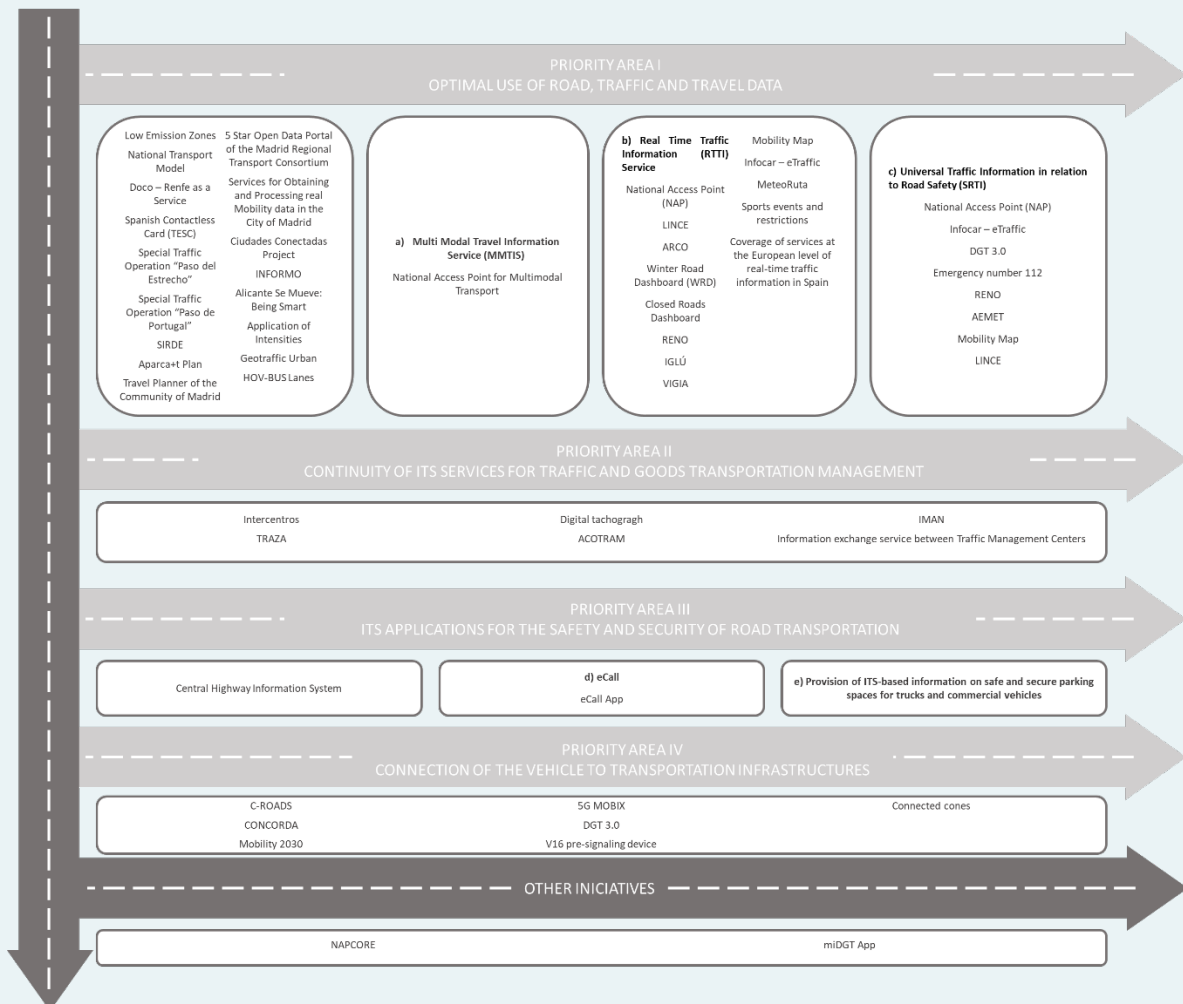 PRIORITY AREA I
OPTIMAL USE OF ROAD, TRAFFIC AND TRAVEL DATA
Low Emission Zones
National Transport
Model
Doco – Renfe as a
Service
Spanish Contactless
Card (TESC)
Special Traffic
Operation "Paso del
Estrecho"
Special Traffic
Operation "Paso de
Portugal"
SIRDE
Aparca+t Plan
Travel Planner of the
Community of Madrid
5 Star Open Data Portal
of the Madrid Regional
Transport Consortium
Services for Obtaining
and Processing real
Mobility data in the
City of Madrid
Ciudades Conectadas
Project
INFORMO
Alicante Se Mueve:
Being Smart
Application of
Intensities
Geotraffic Urban
HOV-BUS Lanes
a) Multi Modal Travel Information
Service (MMTIS)
National Access Point for Multimodal
Transport
b) Real Time Traffic
Information (RTTI)
Service
National Access Point
(NAP)
LINCE
ARCO
Winter Road
Dashboard (WRD)
Closed Roads
Dashboard
RENO
IGLÚ
VIGIA
Mobility Map
Infocar – eTraffic
MeteoRuta
Sports events and
restrictions
Coverage of services at
the European level of
real-time traffic
information in Spain
c) Universal Traffic Information in relation
to Road Safety (SRTI)
National Access Point (NAP)
Infocar – eTraffic
DGT 3.0
Emergency number 112
RENO
AEMET
Mobility Map
LINCE
PRIORITY AREA II
CONTINUITY OF ITS SERVICES FOR TRAFFIC AND GOODS TRANSPORTATION MANAGEMENT
Intercentros
TRAZA
Digital tachogragh
ACOTRAM
IMAN
Information exchange service between Traffic Management Centers
PRIORITY AREA III
ITS APPLICATIONS FOR THE SAFETY AND SECURITY OF ROAD TRANSPORTATION
Central Highway Information System
d) eCall
eCall App
e) Provision of ITS-based information on safe and secure parking
spaces for trucks and commercial vehicles
PRIORITY AREA IV
CONNECTION OF THE VEHICLE TO TRANSPORTATION INFRASTRUCTURES
C-ROADS
CONCORDA
Mobility 2030
5G MOBIX
DGT 3.0
V16 pre-signaling device
Connected cones
OTHER INICIATIVES
NAPCORE
miDGT App